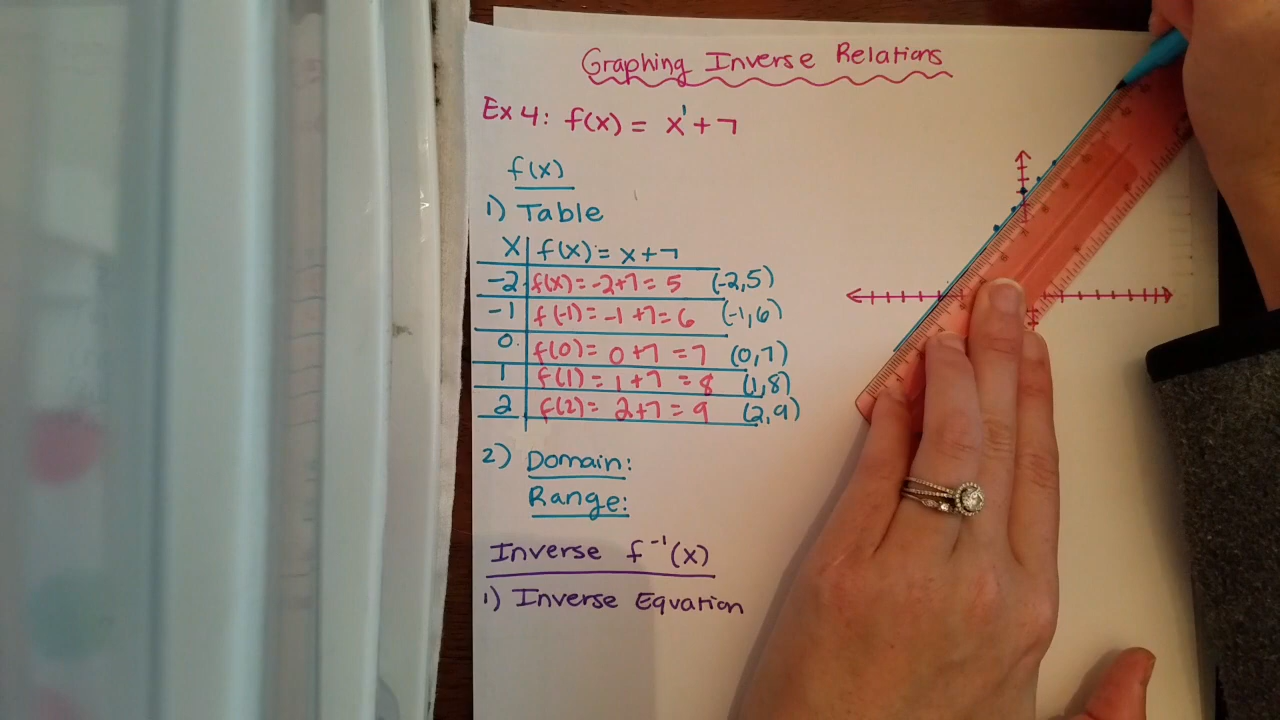 Graphing Inverse Relations
Ex 4: f(x) = x¹ + 7
f(x)
1) Table
X | f(x) = x+7
-2 | f(x) = -2+7 = 5 (-2,5)
-1 | f(-1) = -1+7 = 6 (-1,6)
0 | f(0) = 0+7 = 7 (0,7)
1 | f(1) = 1+7 = 8 (1,8)
2 | f(2) = 2+7 = 9 (2,9)
2) Domain:
Range:
Inverse f⁻¹(x)
1) Inverse Equation